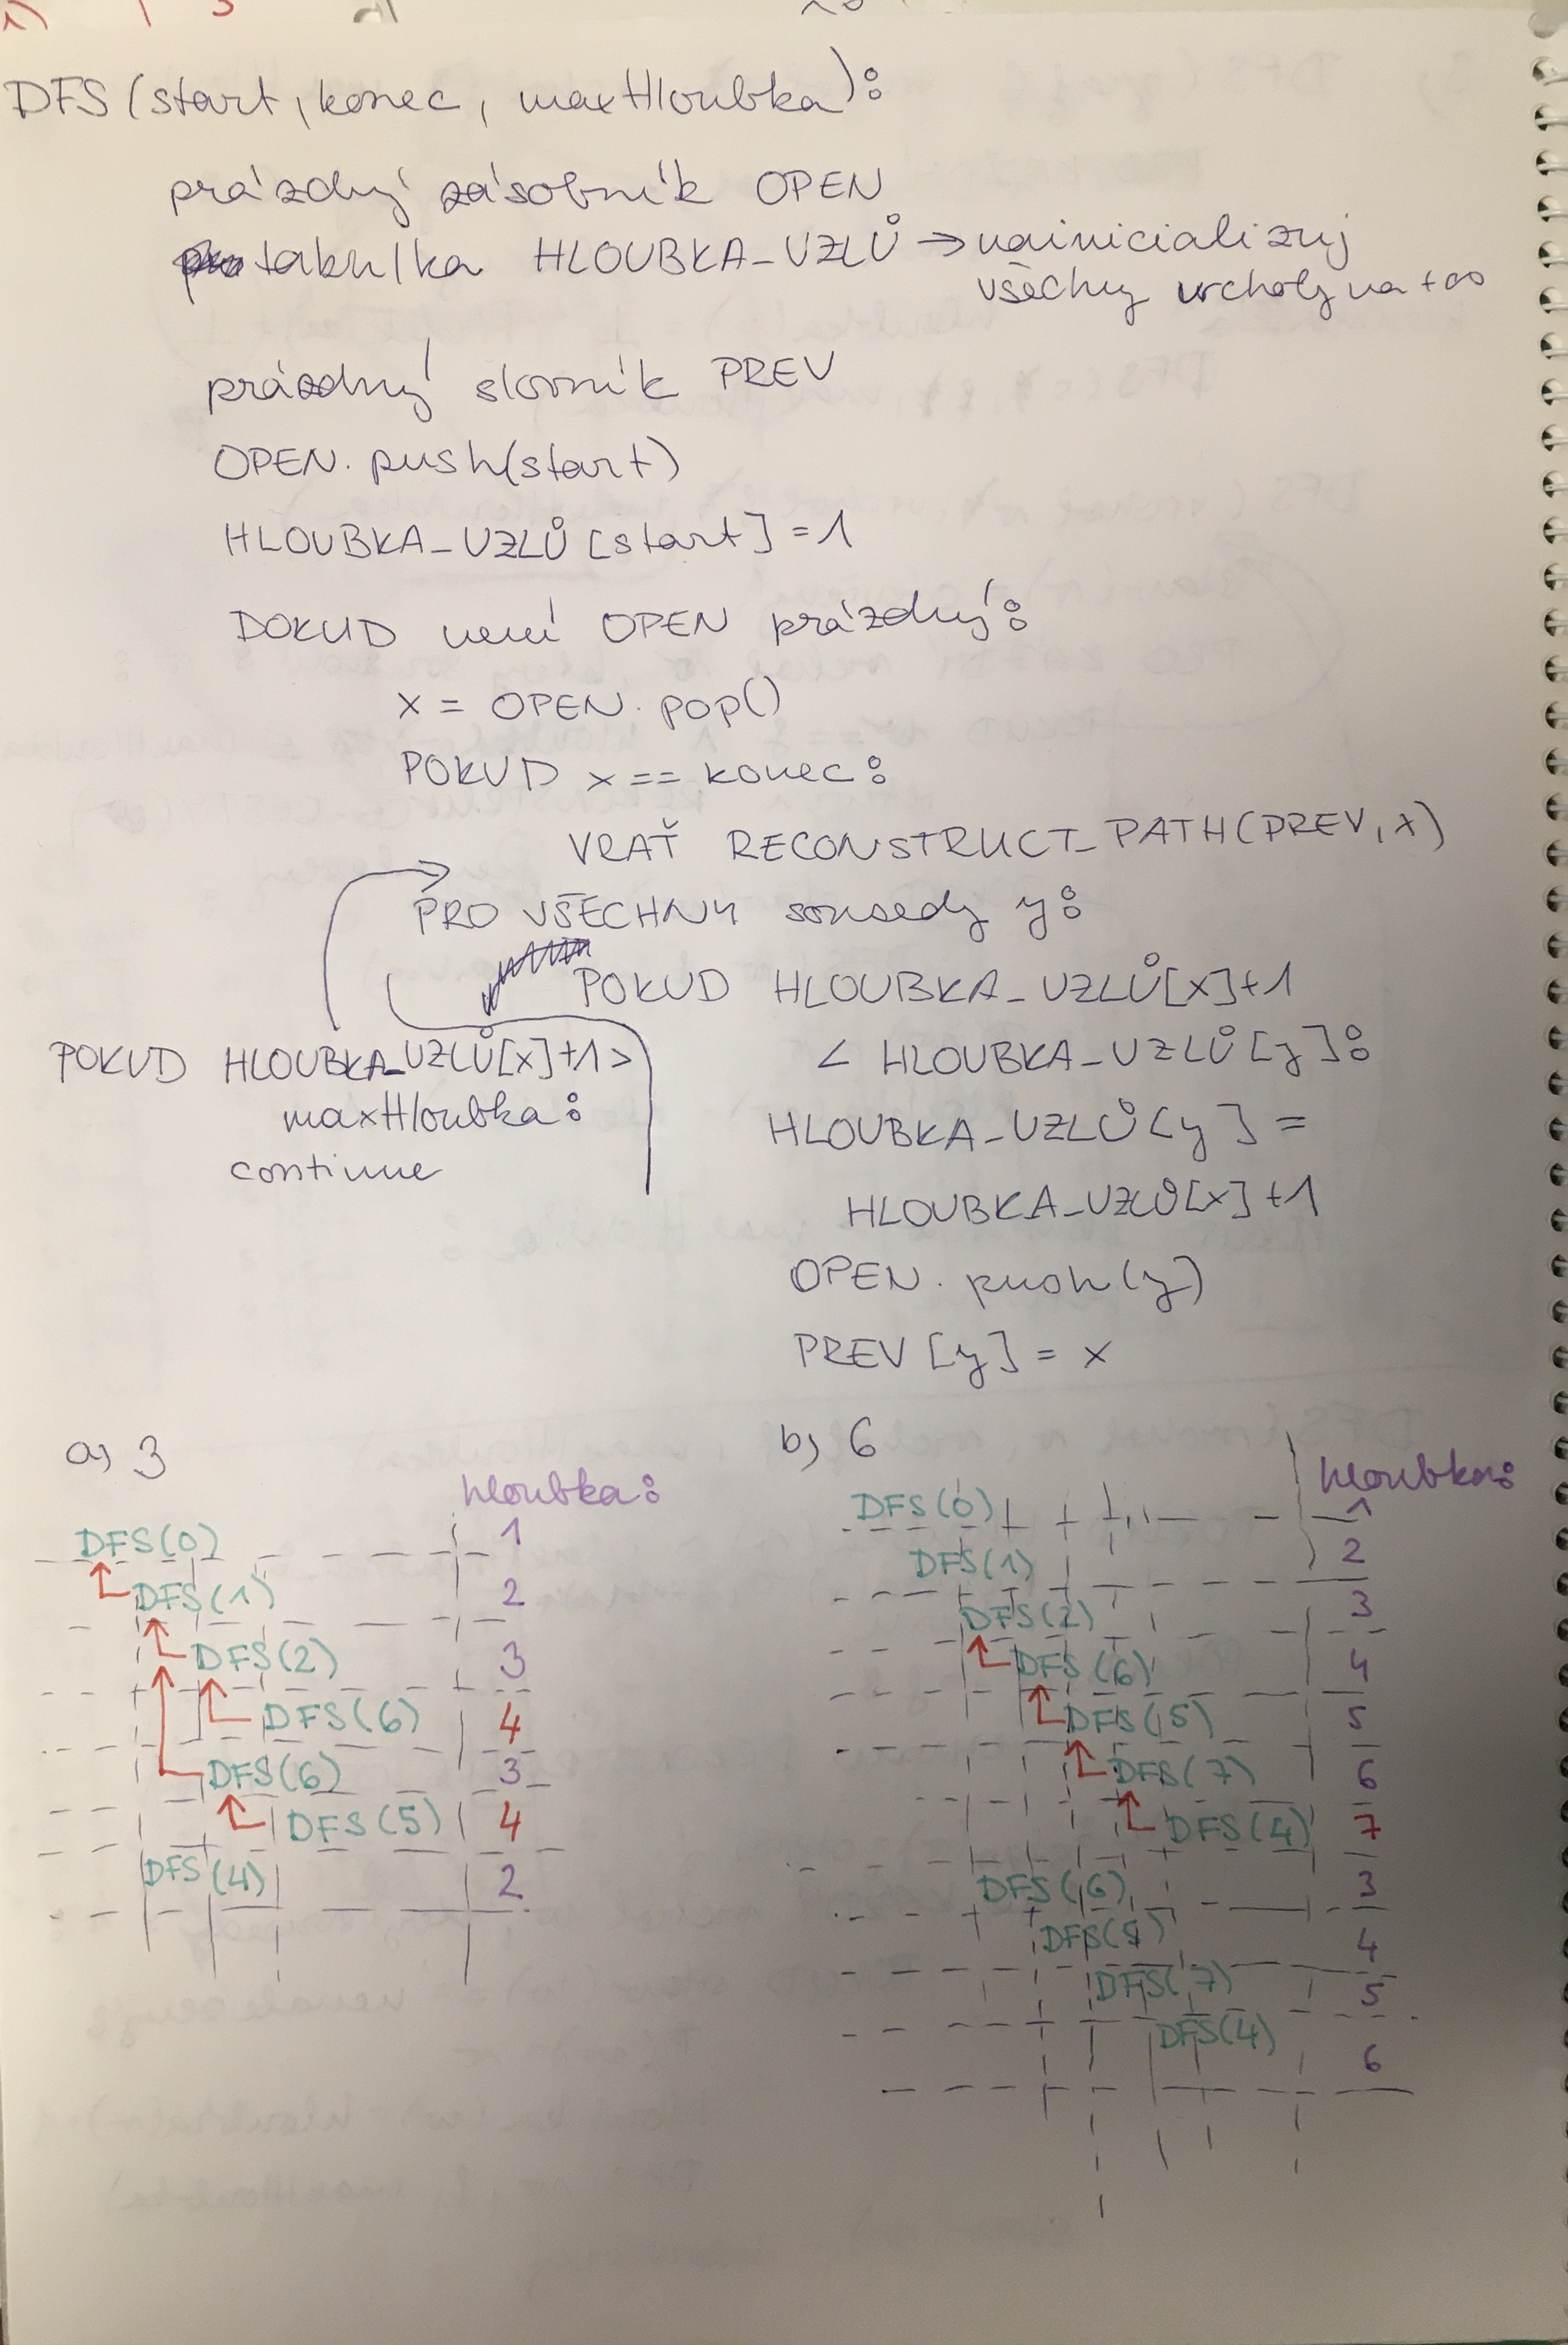 DFS (start, konec, maxHloubka):
prázdný zásobník OPEN
tabulka HLOUBKA_UZLŮ → nainicializuj
všechny vrcholy na +∞
prázdný slovník PREV
OPEN.push(start)
HLOUBKA_UZLŮ[start]=1
DOKUD není OPEN prázdný:
x = OPEN.pop()
POKUD x == konec:
VRAŤ RECONSTRUCT_PATH(PREV, x)
PRO VŠECHNY sousedy y:
POKUD HLOUBKA_UZLŮ[x]+1
< HLOUBKA_UZLŮ[y]:
HLOUBKA_UZLŮ[y] =
HLOUBKA_UZLŮ[x]+1
OPEN.push(y)
PREV[y] = x
POKUD HLOUBKA_UZLŮ[x]+1 >
maxHloubka:
continue
a) 3
hloubka:
DFS(0) 1
DFS(1) 2
DFS(2) 3
DFS(6) 4
DFS(6) 3
DFS(5) 4
DFS(4) 2
b) 6
hloubka:
DFS(0) 1
DFS(1) 2
DFS(2) 3
DFS(6) 4
DFS(5) 5
DFS(7) 6
DFS(4) 7
DFS(6) 3
DFS(5) 4
DFS(7) 5
DFS(4) 6